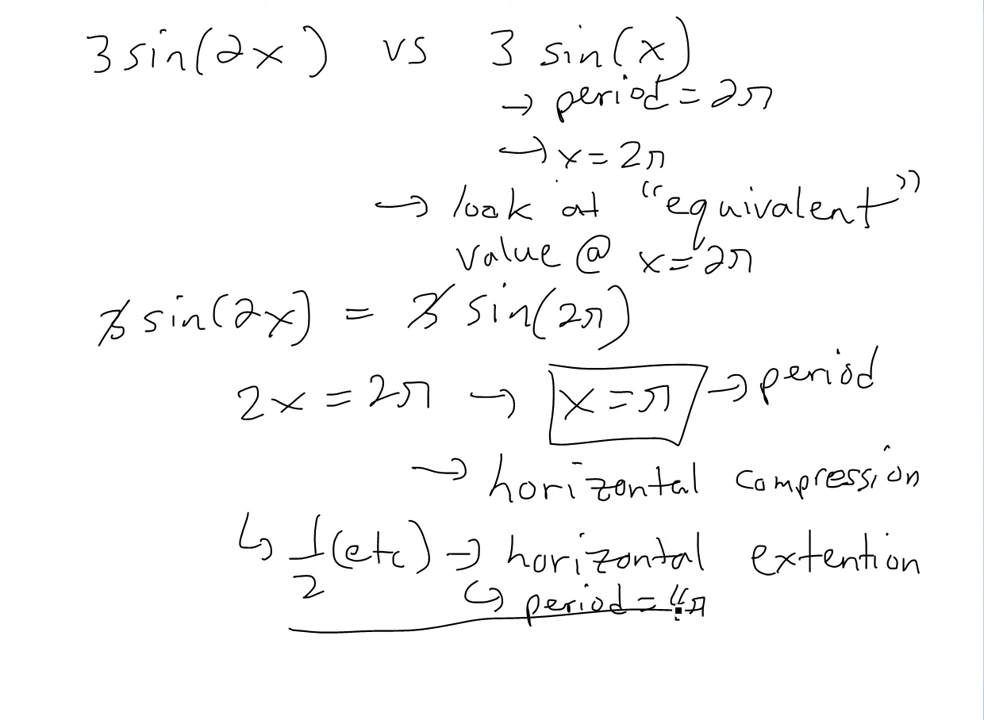 3 sin(2x) vs 3 sin(x)
→ period = 2π
→ x = 2π
→ look at "equivalent"
value @ x = 2π
3 sin(2x) = 3 sin(2π)
2x = 2π → x = π → period
→ horizontal compression
↳ 1/2 (etc) → horizontal extention
↳ period = 4π